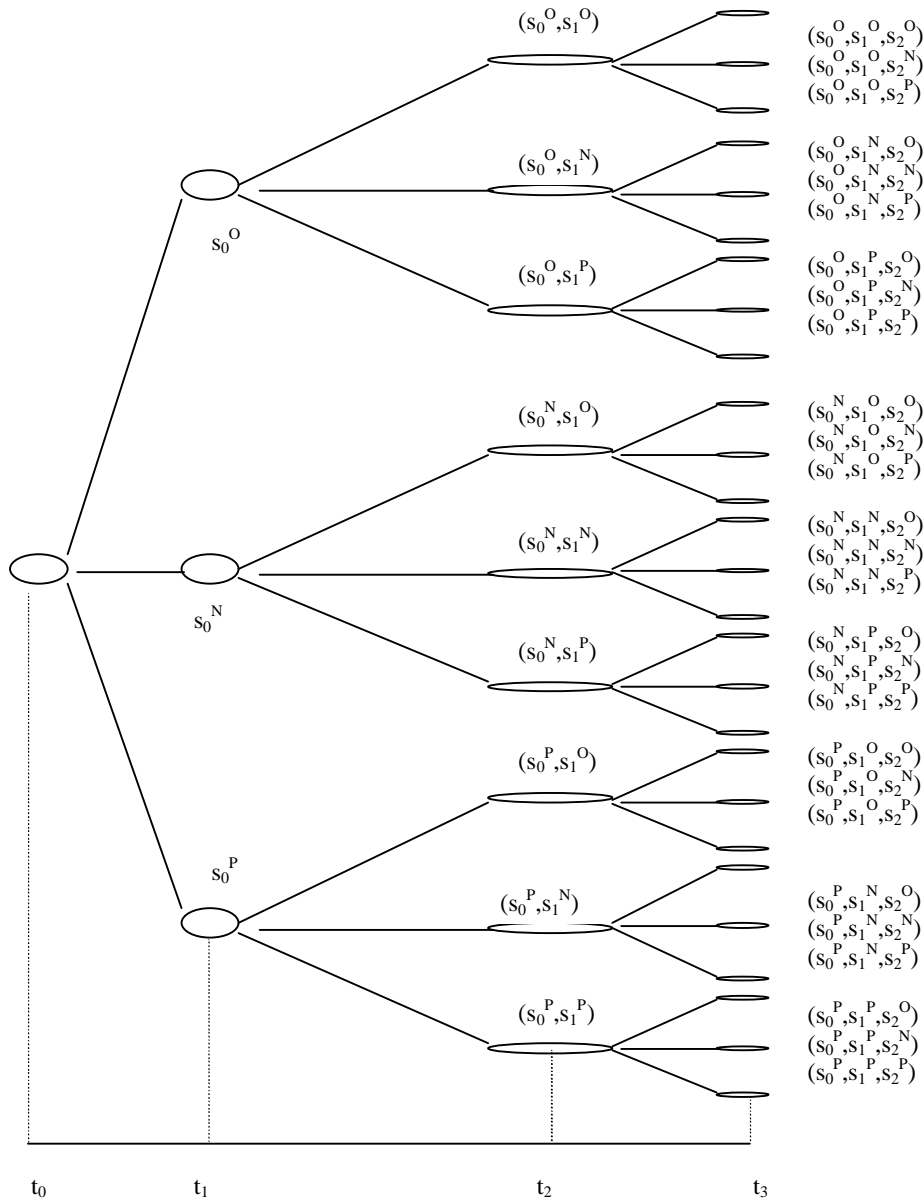 (s₀ᴼ,s₁ᴼ)
(s₀ᴼ,s₁ᴼ,s₂ᴼ)
(s₀ᴼ,s₁ᴼ,s₂ᴺ)
(s₀ᴼ,s₁ᴼ,s₂ᴾ)
(s₀ᴼ,s₁ᴺ)
(s₀ᴼ,s₁ᴺ,s₂ᴼ)
(s₀ᴼ,s₁ᴺ,s₂ᴺ)
(s₀ᴼ,s₁ᴺ,s₂ᴾ)
s₀ᴼ
(s₀ᴼ,s₁ᴾ)
(s₀ᴼ,s₁ᴾ,s₂ᴼ)
(s₀ᴼ,s₁ᴾ,s₂ᴺ)
(s₀ᴼ,s₁ᴾ,s₂ᴾ)
(s₀ᴺ,s₁ᴼ)
(s₀ᴺ,s₁ᴼ,s₂ᴼ)
(s₀ᴺ,s₁ᴼ,s₂ᴺ)
(s₀ᴺ,s₁ᴼ,s₂ᴾ)
(s₀ᴺ,s₁ᴺ)
(s₀ᴺ,s₁ᴺ,s₂ᴼ)
(s₀ᴺ,s₁ᴺ,s₂ᴺ)
(s₀ᴺ,s₁ᴺ,s₂ᴾ)
s₀ᴺ
(s₀ᴺ,s₁ᴾ)
(s₀ᴺ,s₁ᴾ,s₂ᴼ)
(s₀ᴺ,s₁ᴾ,s₂ᴺ)
(s₀ᴺ,s₁ᴾ,s₂ᴾ)
(s₀ᴾ,s₁ᴼ)
(s₀ᴾ,s₁ᴼ,s₂ᴼ)
(s₀ᴾ,s₁ᴼ,s₂ᴺ)
(s₀ᴾ,s₁ᴼ,s₂ᴾ)
s₀ᴾ
(s₀ᴾ,s₁ᴺ)
(s₀ᴾ,s₁ᴺ,s₂ᴼ)
(s₀ᴾ,s₁ᴺ,s₂ᴺ)
(s₀ᴾ,s₁ᴺ,s₂ᴾ)
(s₀ᴾ,s₁ᴾ)
(s₀ᴾ,s₁ᴾ,s₂ᴼ)
(s₀ᴾ,s₁ᴾ,s₂ᴺ)
(s₀ᴾ,s₁ᴾ,s₂ᴾ)
t₀ t₁ t₂ t₃